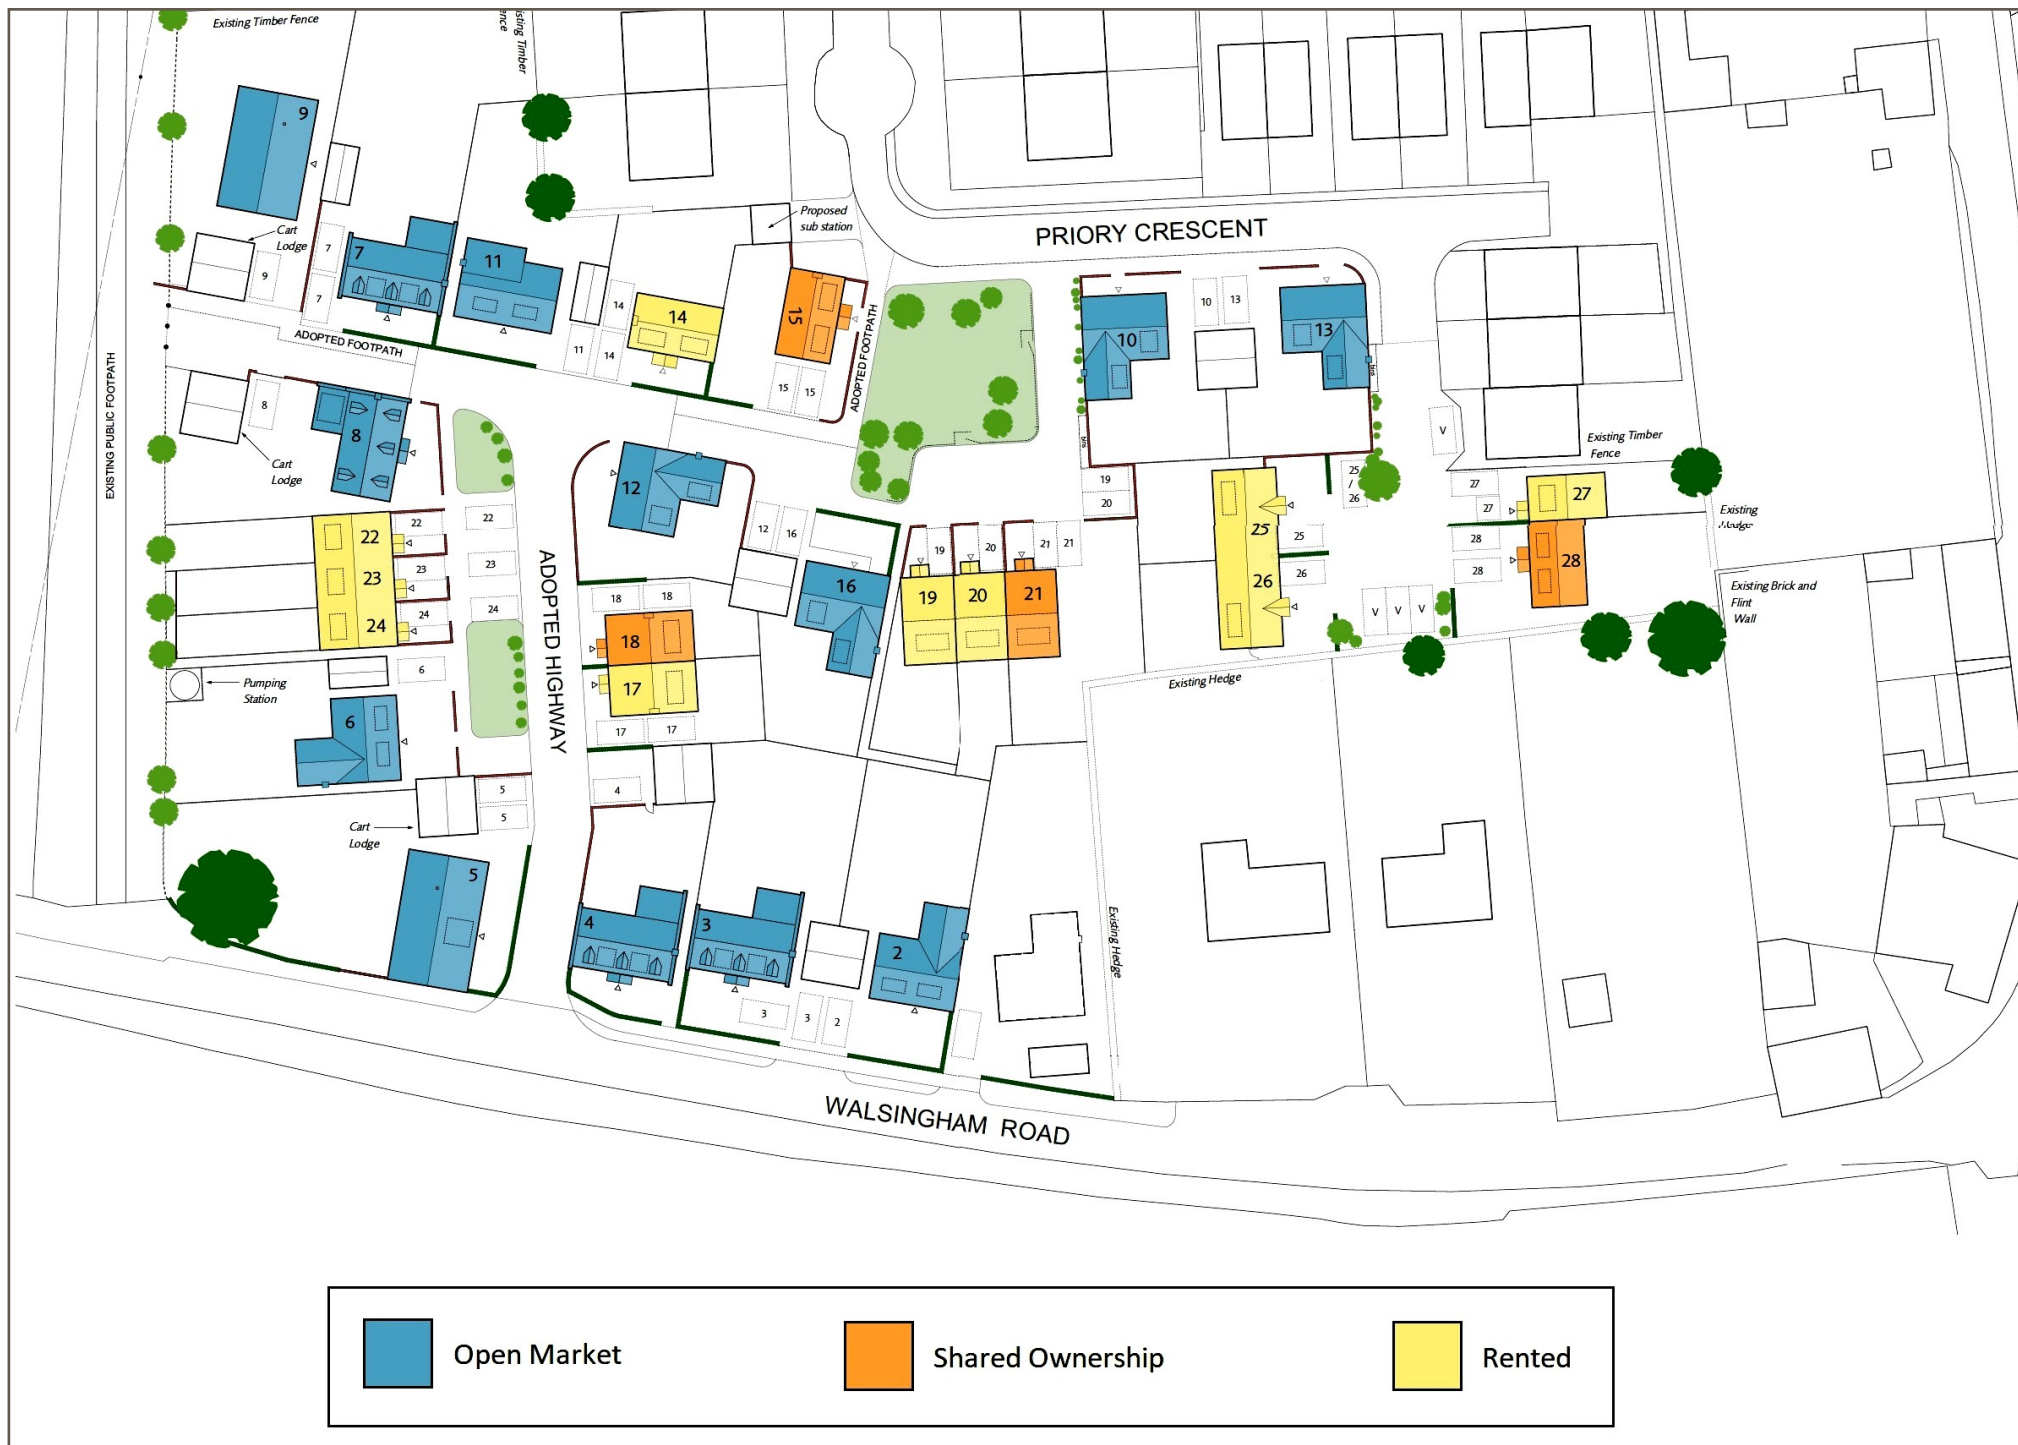 Existing Timber Fence
Existing Timber
9
Cart
Lodge
9
7
7
7
11
11
14
14
14
Proposed
sub station
15
15
15
PRIORY CRESCENT
10
13
10
13
bins
bins
ADOPTED FOOTPATH
ADOPTED FOOTPATH
EXISTING PUBLIC FOOTPATH
8
8
Cart
Lodge
12
12
16
16
19
20
19
20
21
21
19
20
21
22
22
22
23
23
23
24
24
24
6
Pumping
Station
6
ADOPTED HIGHWAY
18
18
18
17
17
17
4
5
5
Cart
Lodge
5
4
3
2
3
3
2
25
/
26
25
26
25
26
V
V
V
V
Existing Timber
Fence
27
27
27
28
28
28
Existing
Existing Brick and
Flint
Wall
Existing Hedge
Existing Hedge
WALSINGHAM ROAD
Open Market
Shared Ownership
Rented